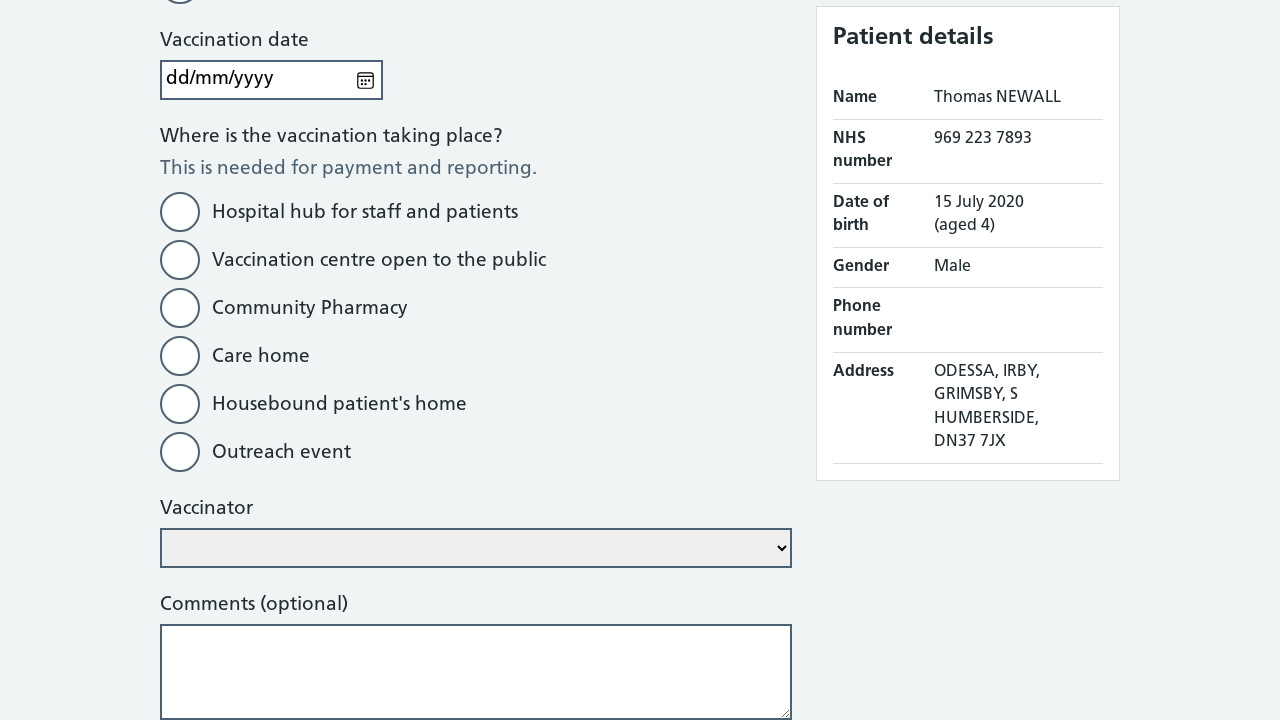 Vaccination date
dd/mm/yyyy
Where is the vaccination taking place?
This is needed for payment and reporting.
Hospital hub for staff and patients
Vaccination centre open to the public
Community Pharmacy
Care home
Housebound patient's home
Outreach event
Vaccinator
Comments (optional)
Patient details
Name Thomas NEWALL
NHS number 969 223 7893
Date of birth 15 July 2020 (aged 4)
Gender Male
Phone number
Address ODESSA, IRBY,
GRIMSBY, S
HUMBERSIDE,
DN37 7JX